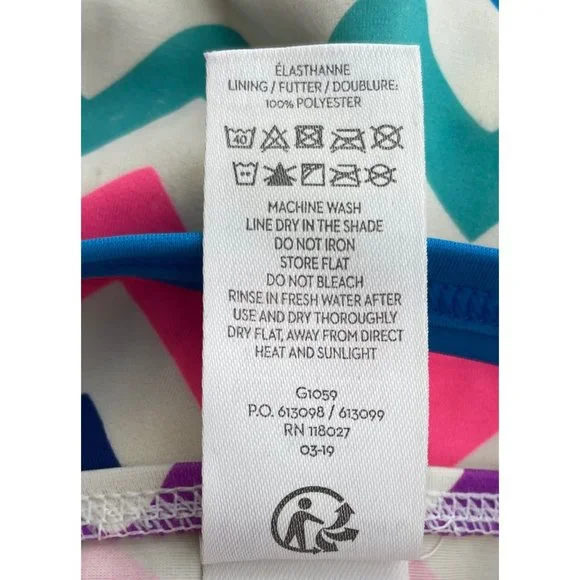 ÉLASTHANNE
LINING / FUTTER / DOUBLURE:
100% POLYESTER
40
MACHINE WASH
LINE DRY IN THE SHADE
DO NOT IRON
STORE FLAT
DO NOT BLEACH
RINSE IN FRESH WATER AFTER
USE AND DRY THOROUGHLY
DRY FLAT, AWAY FROM DIRECT
HEAT AND SUNLIGHT
G1059
P.O. 613098 / 613099
RN 118027
03-19